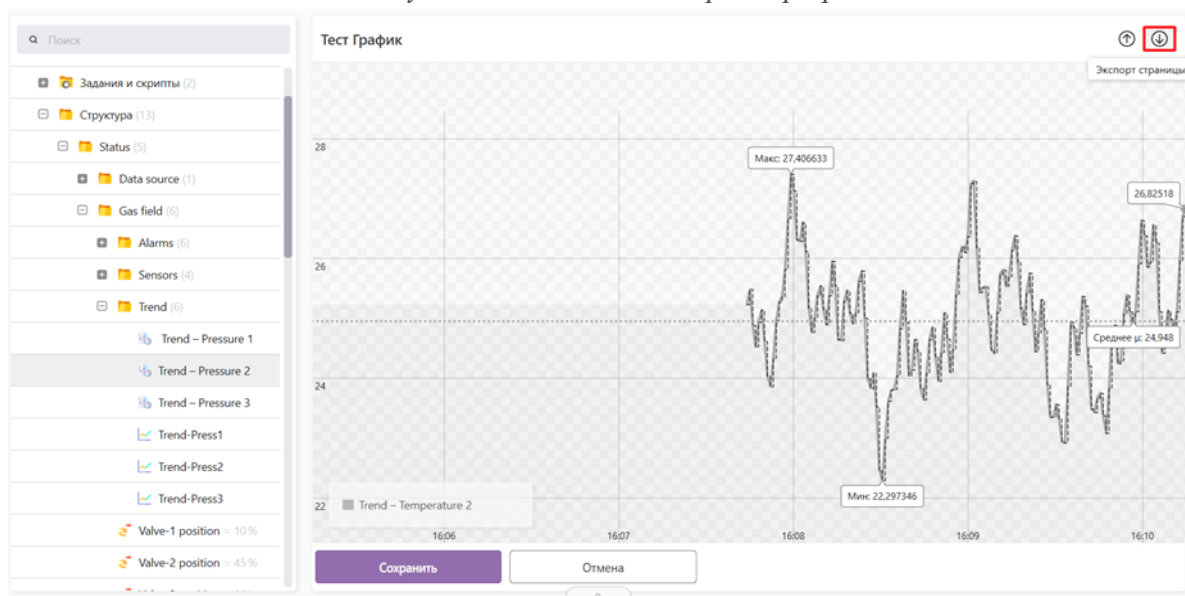 Поиск
Задания и скрипты (2)
Структура (13)
Status (5)
Data source (1)
Gas field (6)
Alarms (6)
Sensors (4)
Trend (6)
Trend – Pressure 1
Trend – Pressure 2
Trend – Pressure 3
Trend-Press1
Trend-Press2
Trend-Press3
Valve-1 position = 10%
Valve-2 position = 45%
Тест График
Экспорт страницы
28
26
24
22
Макс: 27,406633
26,82518
Среднее μ: 24,948
Мин: 22,297346
Trend – Temperature 2
16:06
16:07
16:08
16:09
16:10
Сохранить
Отмена